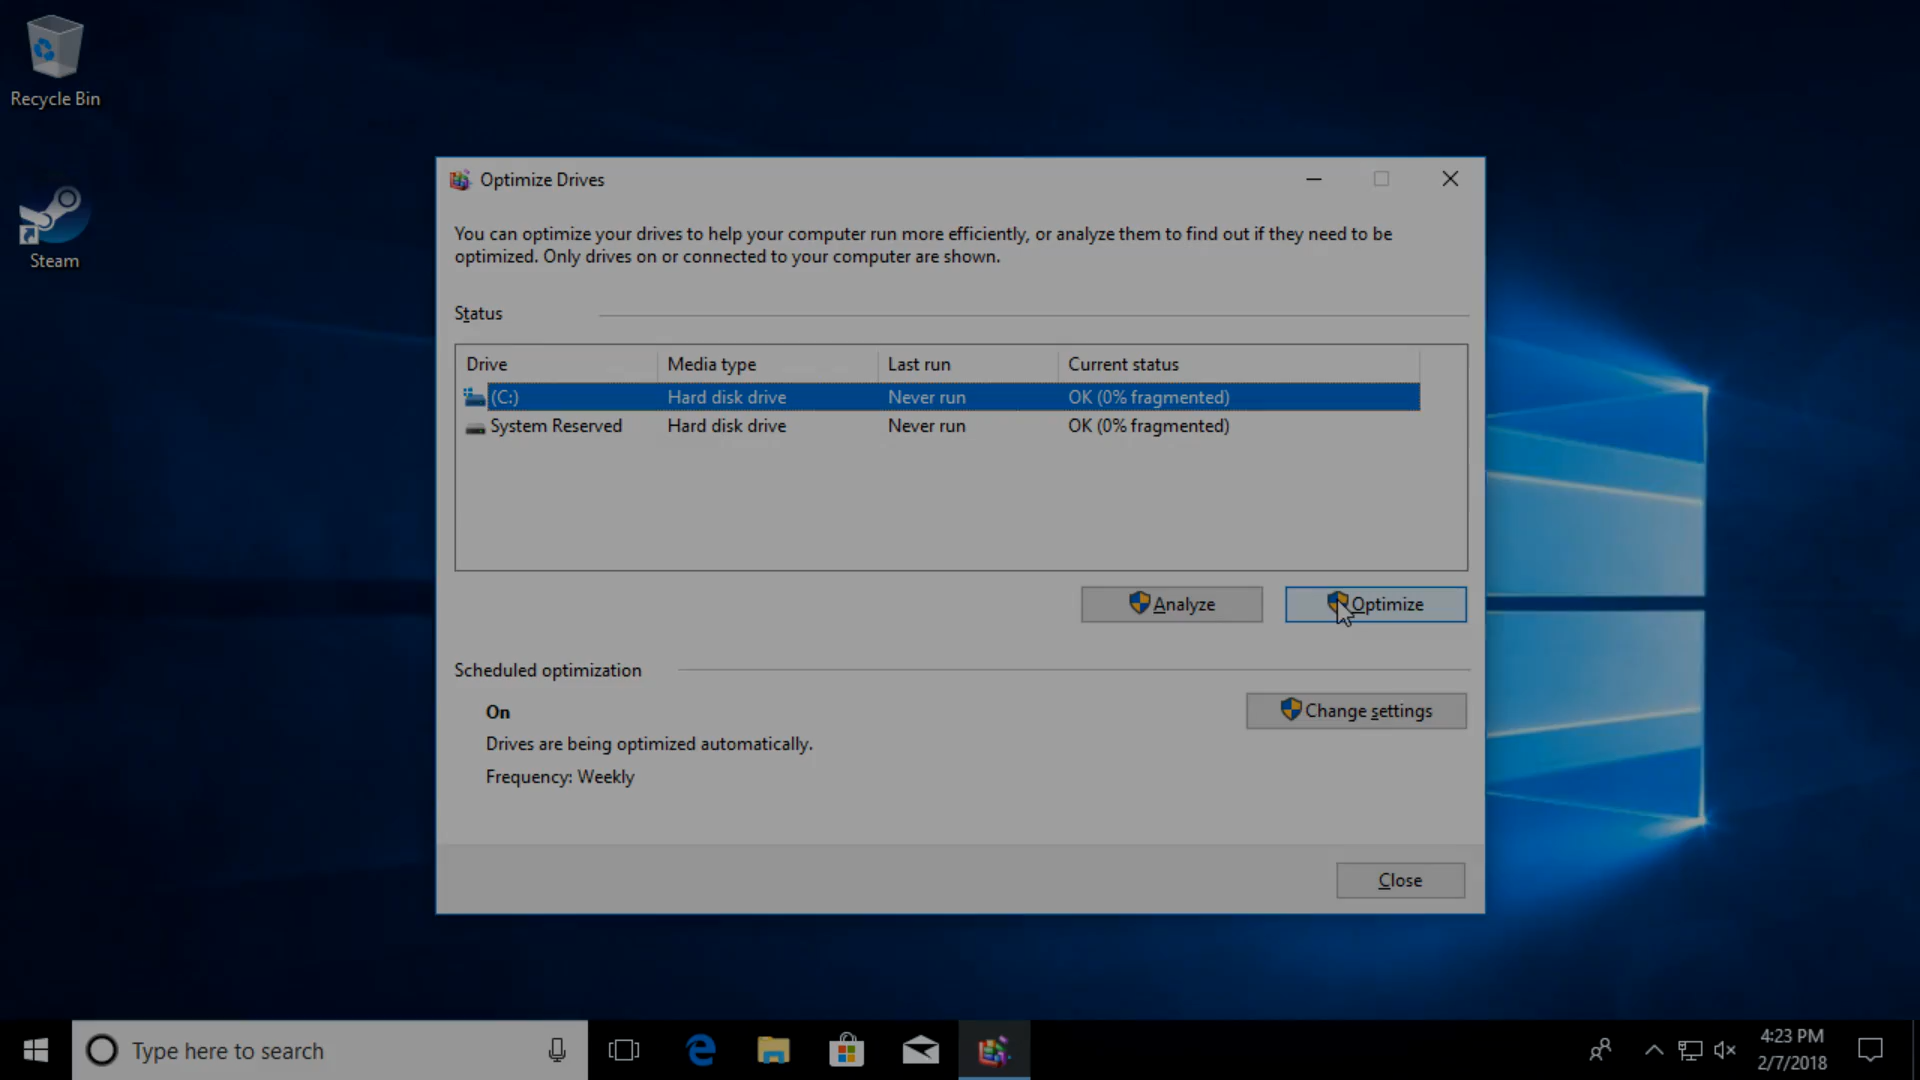 Recycle Bin
Steam
Optimize Drives
You can optimize your drives to help your computer run more efficiently, or analyze them to find out if they need to be
optimized. Only drives on or connected to your computer are shown.
Status
Drive Media type Last run Current status
(C:) Hard disk drive Never run OK (0% fragmented)
System Reserved Hard disk drive Never run OK (0% fragmented)
Analyze Optimize
Scheduled optimization
On
Change settings
Drives are being optimized automatically.
Frequency: Weekly
Close
Type here to search
4:23 PM
2/7/2018